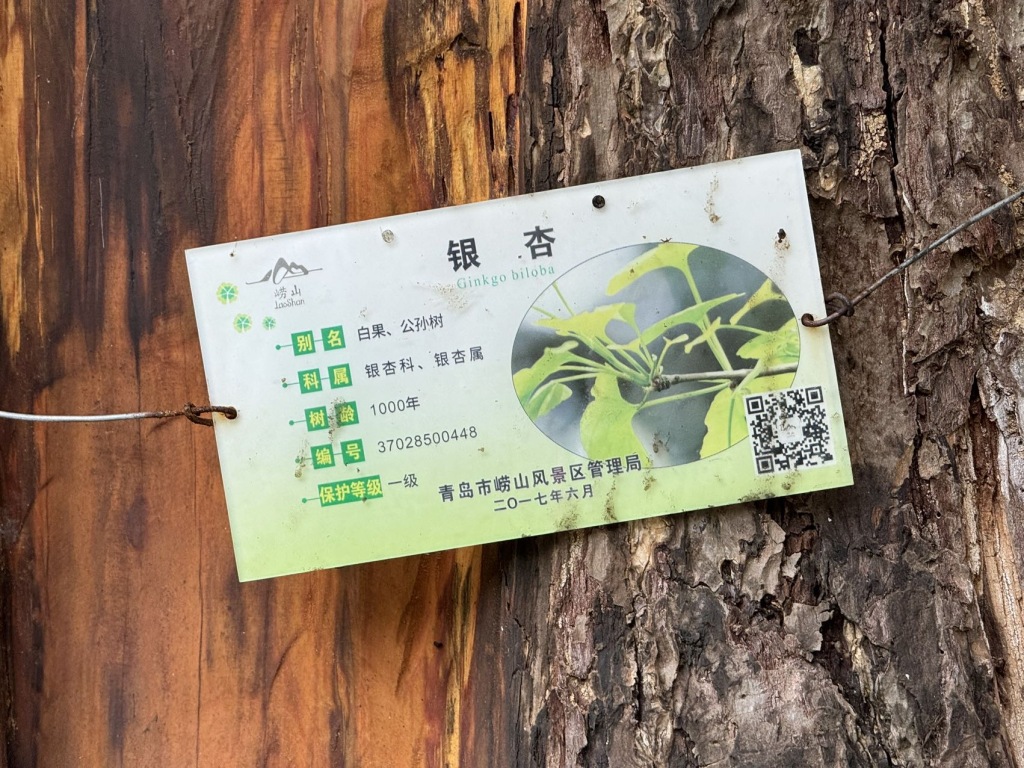 银 杏
Ginkgo biloba
崂山
LaoShan
别名 白果、公孙树
科属 银杏科、银杏属
树龄 1000年
编号 37028500448
保护等级 一级
青岛市崂山风景区管理局
二〇一七年六月